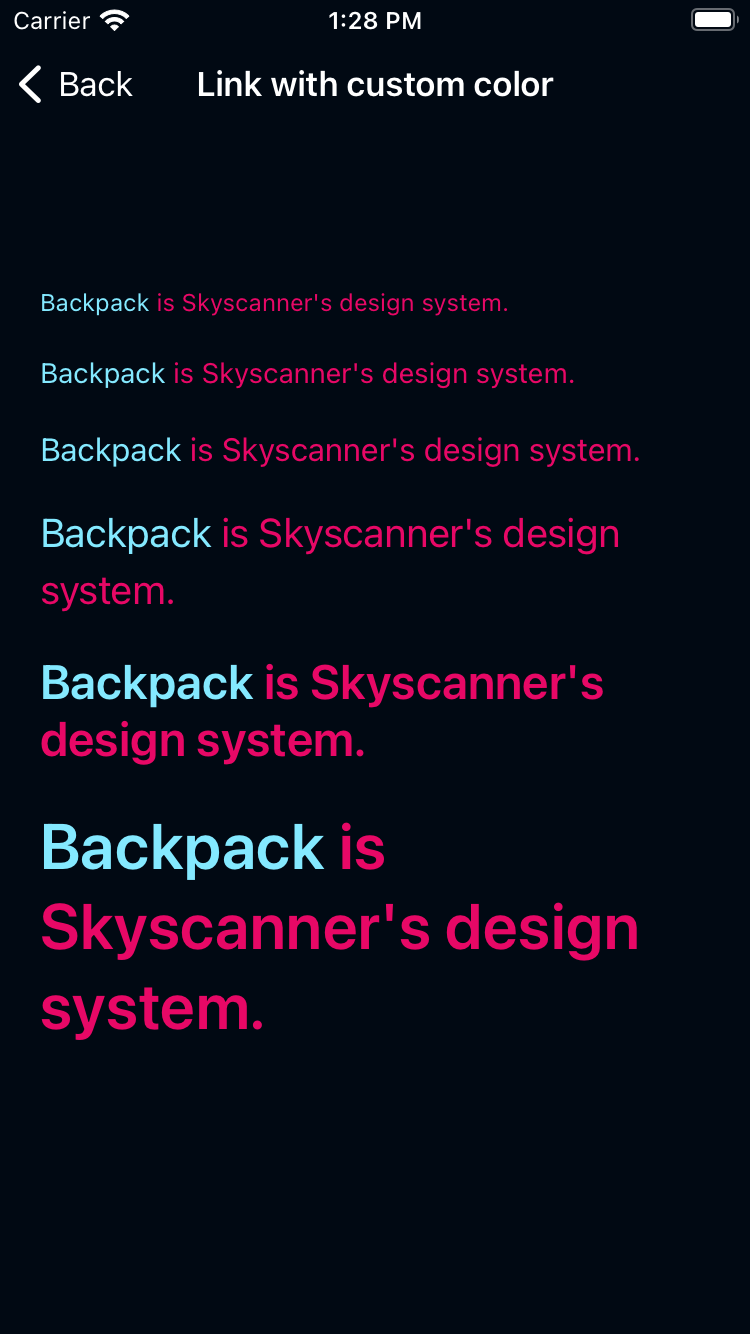 Carrier 1:28 PM
Back Link with custom color
Backpack is Skyscanner's design system.
Backpack is Skyscanner's design system.
Backpack is Skyscanner's design system.
Backpack is Skyscanner's design
system.
Backpack is Skyscanner's
design system.
Backpack is
Skyscanner's design
system.